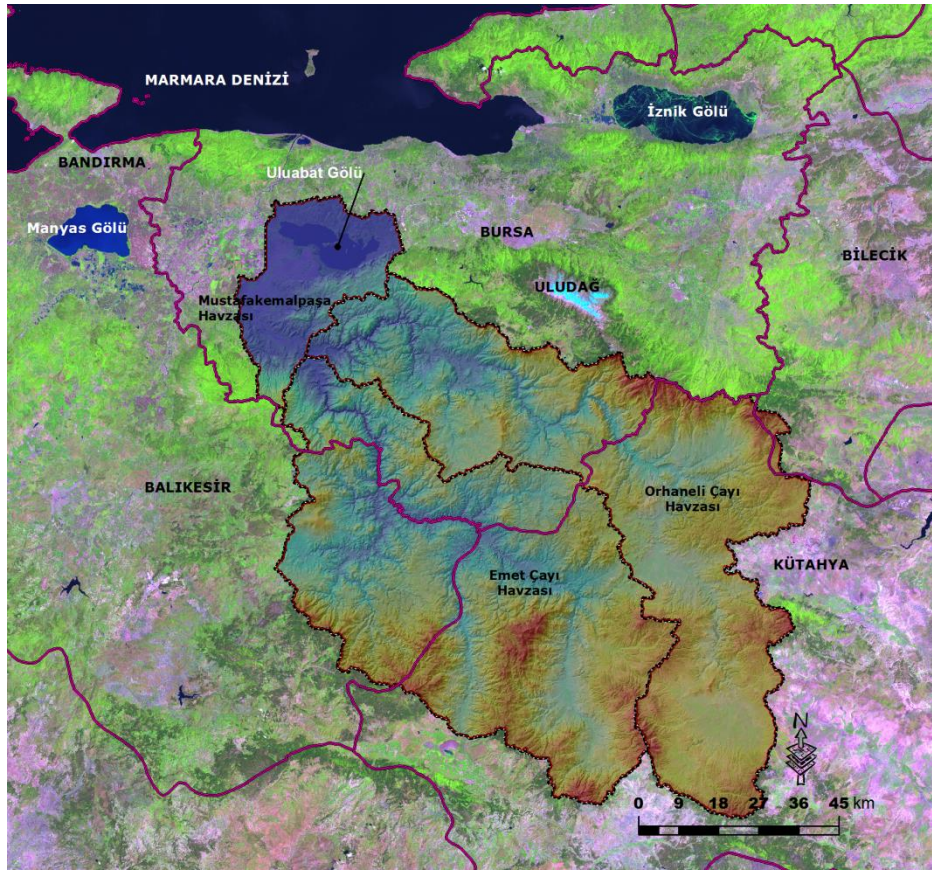 MARMARA DENİZİ
İznik Gölü
BANDIRMA
Uluabat Gölü
Manyas Gölü
BURSA
BİLECİK
ULUDAĞ
Mustafakemalpaşa
Havzası
BALIKESİR
Orhaneli Çayı
Havzası
KÜTAHYA
Emet Çayı
Havzası
N
0 9 18 27 36 45 km